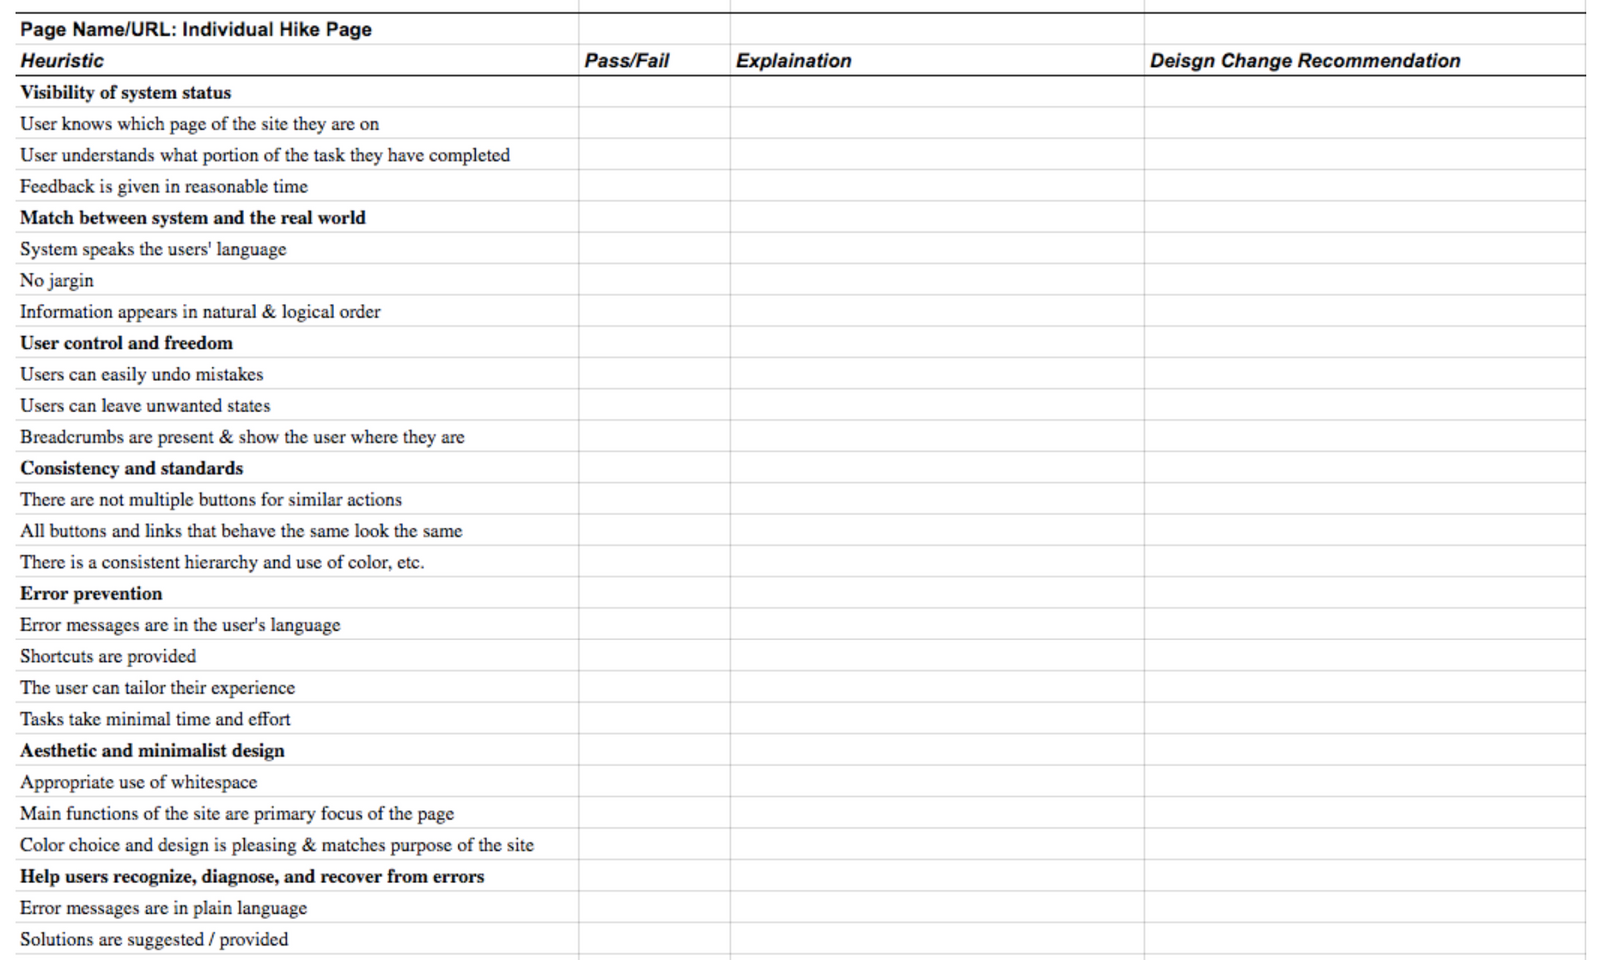 Page Name/URL: Individual Hike Page
Heuristic Pass/Fail Explaination Deisgn Change Recommendation
Visibility of system status
User knows which page of the site they are on
User understands what portion of the task they have completed
Feedback is given in reasonable time
Match between system and the real world
System speaks the users' language
No jargin
Information appears in natural & logical order
User control and freedom
Users can easily undo mistakes
Users can leave unwanted states
Breadcrumbs are present & show the user where they are
Consistency and standards
There are not multiple buttons for similar actions
All buttons and links that behave the same look the same
There is a consistent hierarchy and use of color, etc.
Error prevention
Error messages are in the user's language
Shortcuts are provided
The user can tailor their experience
Tasks take minimal time and effort
Aesthetic and minimalist design
Appropriate use of whitespace
Main functions of the site are primary focus of the page
Color choice and design is pleasing & matches purpose of the site
Help users recognize, diagnose, and recover from errors
Error messages are in plain language
Solutions are suggested / provided